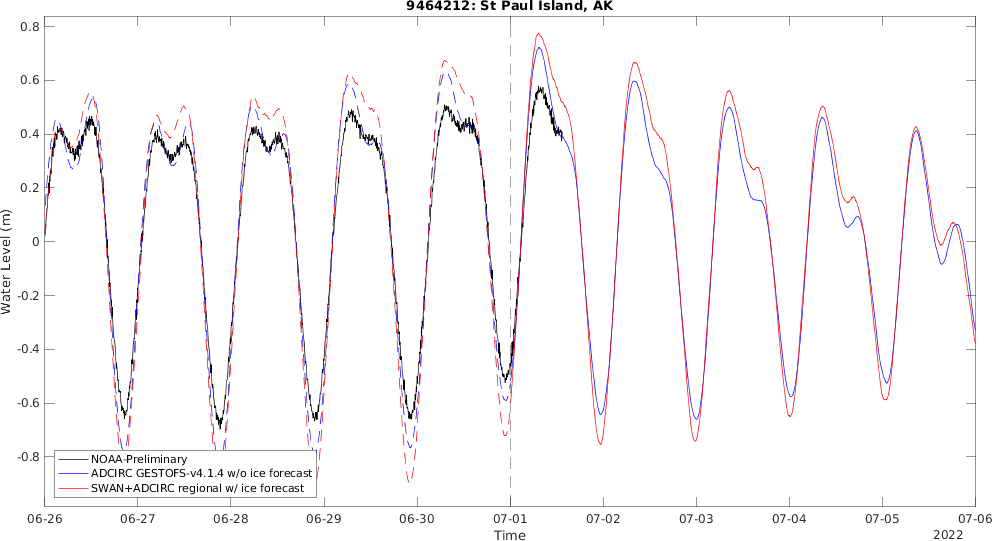 9464212: St Paul Island, AK
0.8
0.6
0.4
0.2
0
-0.2
-0.4
-0.6
-0.8
Water Level (m)
NOAA-Preliminary
ADCIRC GESTOFS-v4.1.4 w/o ice forecast
SWAN+ADCIRC regional w/ ice forecast
06-26 06-27 06-28 06-29 06-30 07-01 07-02 07-03 07-04 07-05 07-06
Time
2022